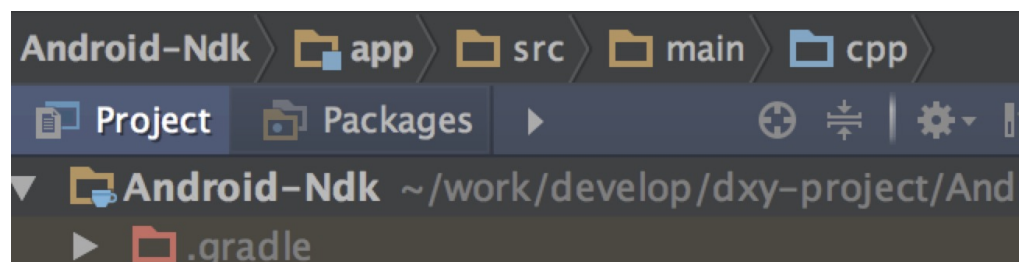 Android-Ndk app src main cpp
Project Packages
Android-Ndk ~/work/develop/dxy-project/And
.gradle